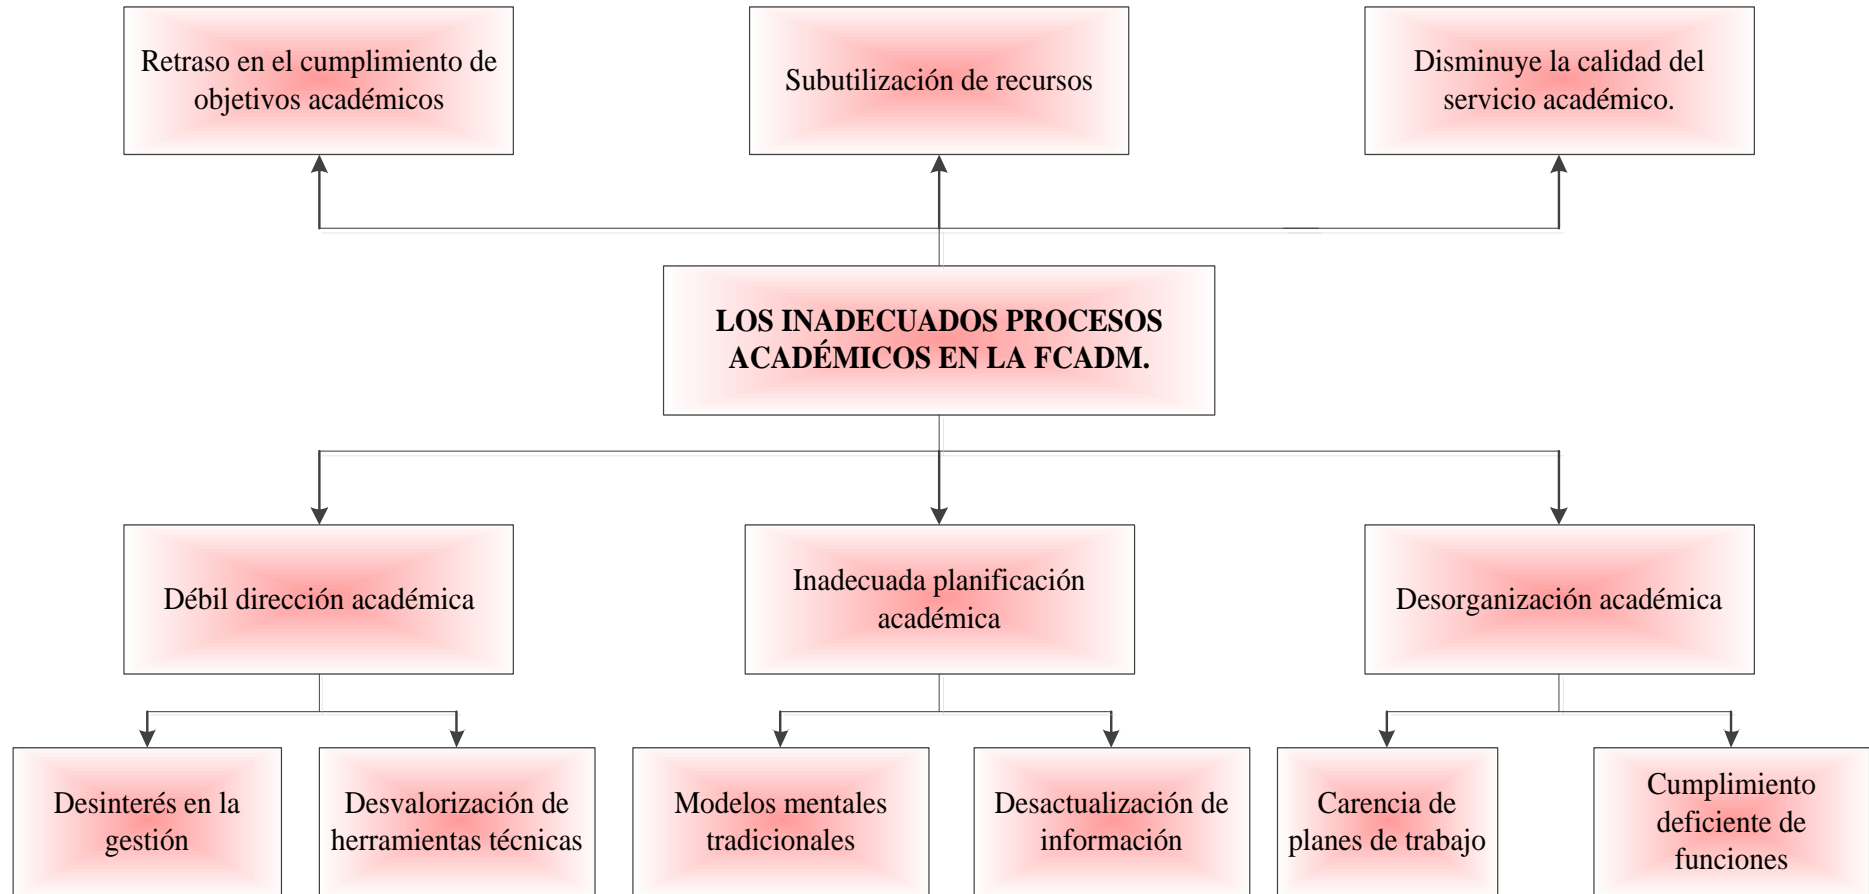 Retraso en el cumplimiento de
objetivos académicos
Subutilización de recursos
Disminuye la calidad del
servicio académico.
LOS INADECUADOS PROCESOS
ACADÉMICOS EN LA FCADM.
Débil dirección académica
Inadecuada planificación
académica
Desorganización académica
Desinterés en la
gestión
Desvalorización de
herramientas técnicas
Modelos mentales
tradicionales
Desactualización de
información
Carencia de
planes de trabajo
Cumplimiento
deficiente de
funciones